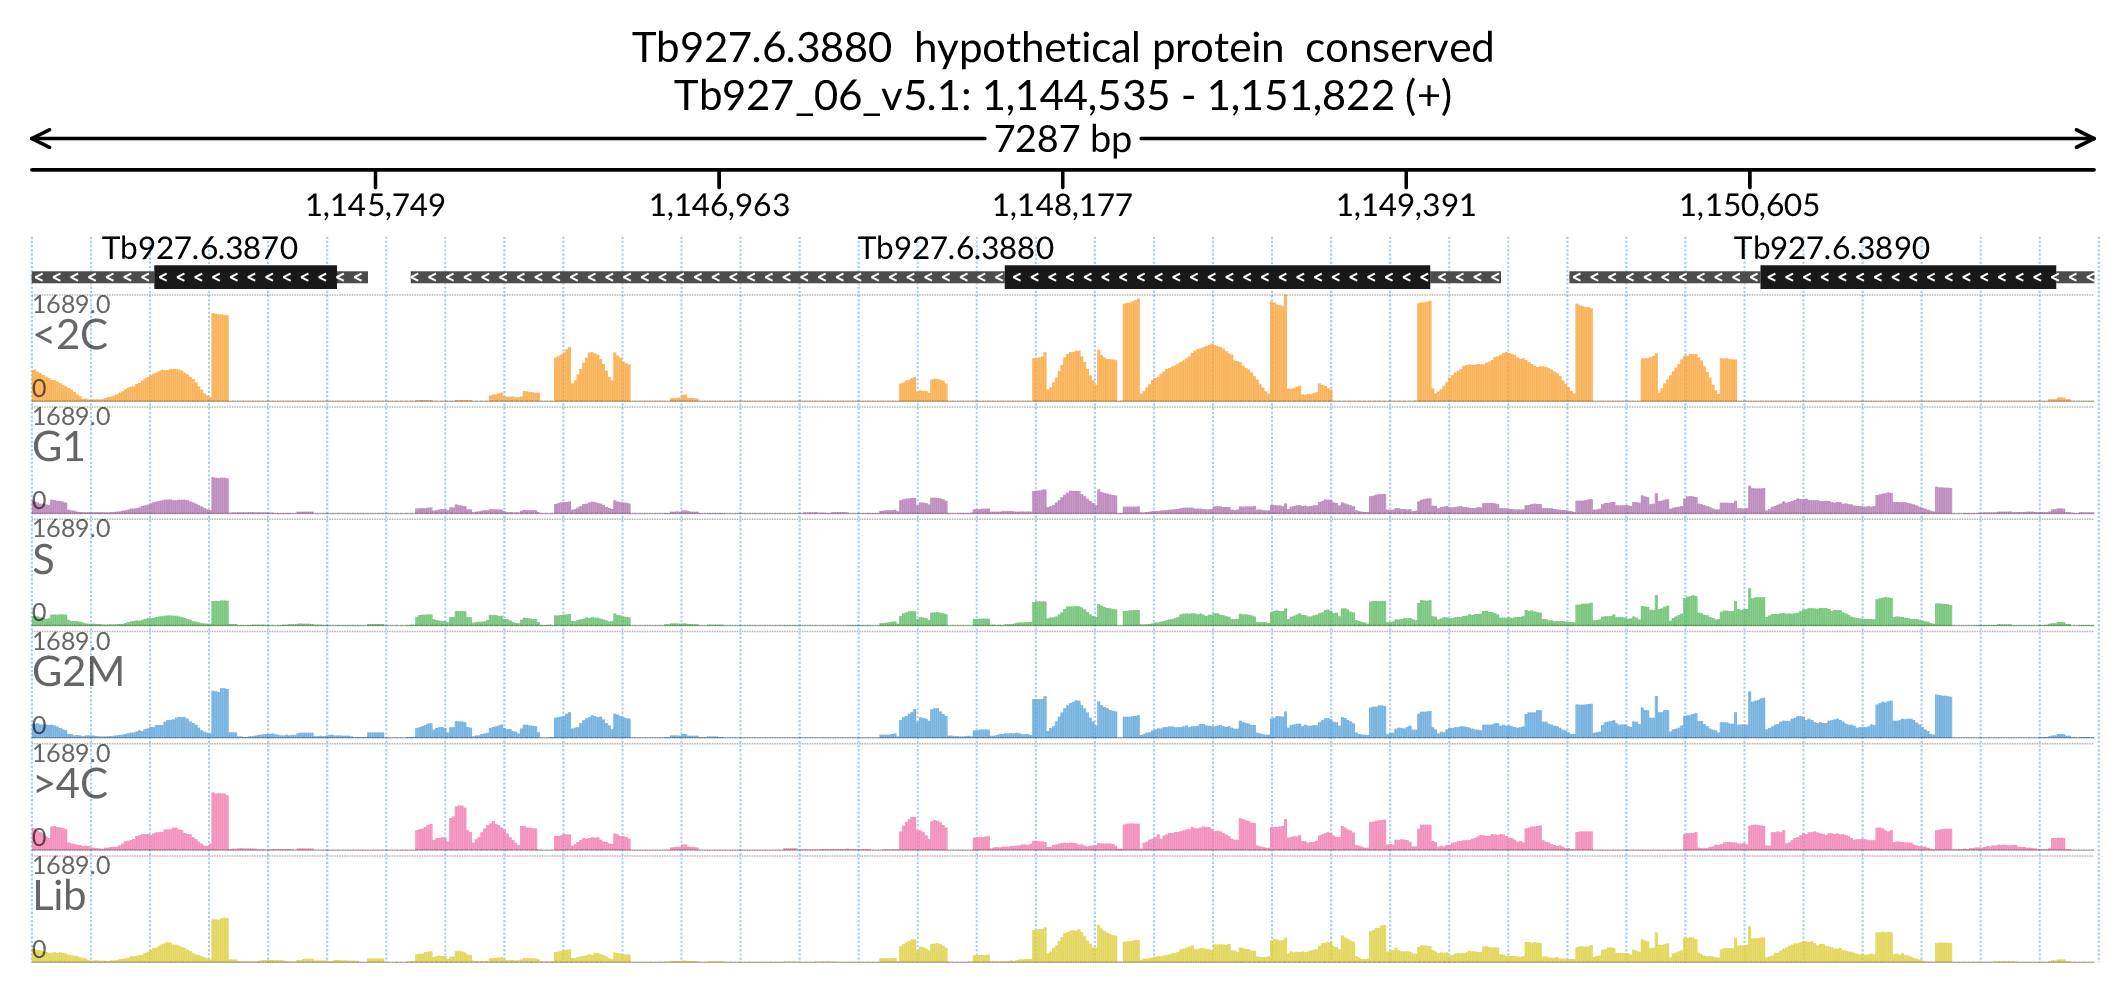 Tb927.6.3880  hypothetical protein  conserved
Tb927_06_v5.1: 1,144,535 - 1,151,822 (+)
7287 bp
1,145,749 1,146,963 1,148,177 1,149,391 1,150,605
Tb927.6.3870 Tb927.6.3880 Tb927.6.3890
1689.0
<2C
0
1689.0
G1
0
1689.0
S
0
1689.0
G2M
0
1689.0
>4C
0
1689.0
Lib
0